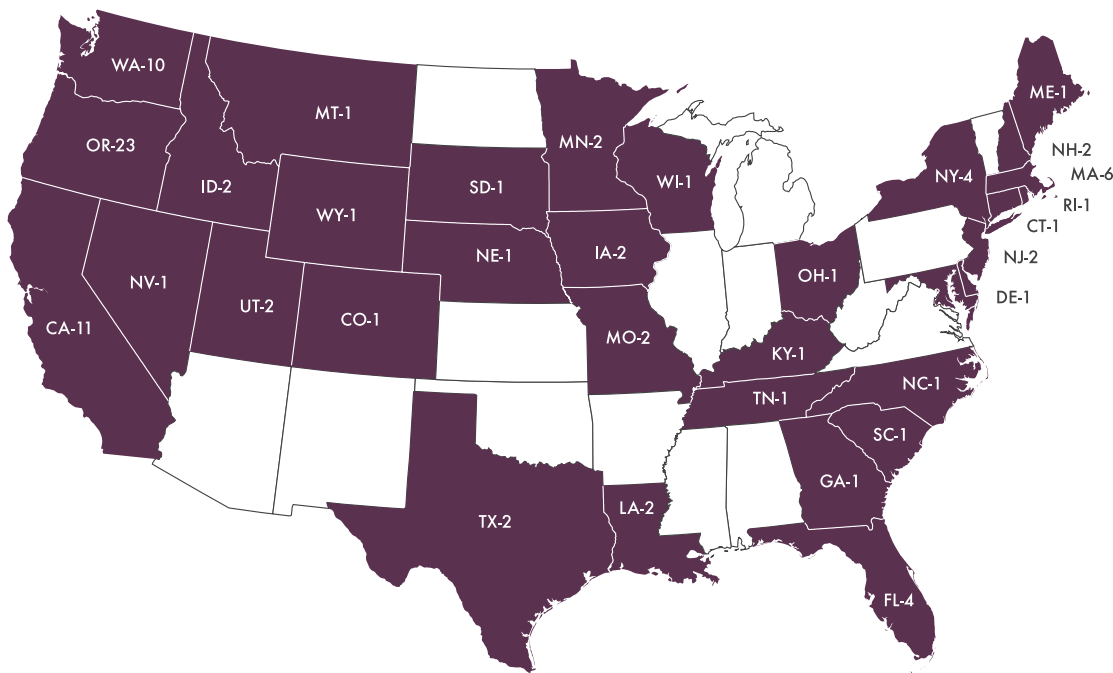 WA-10
MT-1
ME-1
OR-23
MN-2
NH-2
ID-2
SD-1
WI-1
NY-4
MA-6
WY-1
RI-1
CT-1
NE-1
IA-2
NJ-2
NV-1
OH-1
DE-1
UT-2
CO-1
CA-11
MO-2
KY-1
NC-1
TN-1
SC-1
GA-1
TX-2
LA-2
FL-4